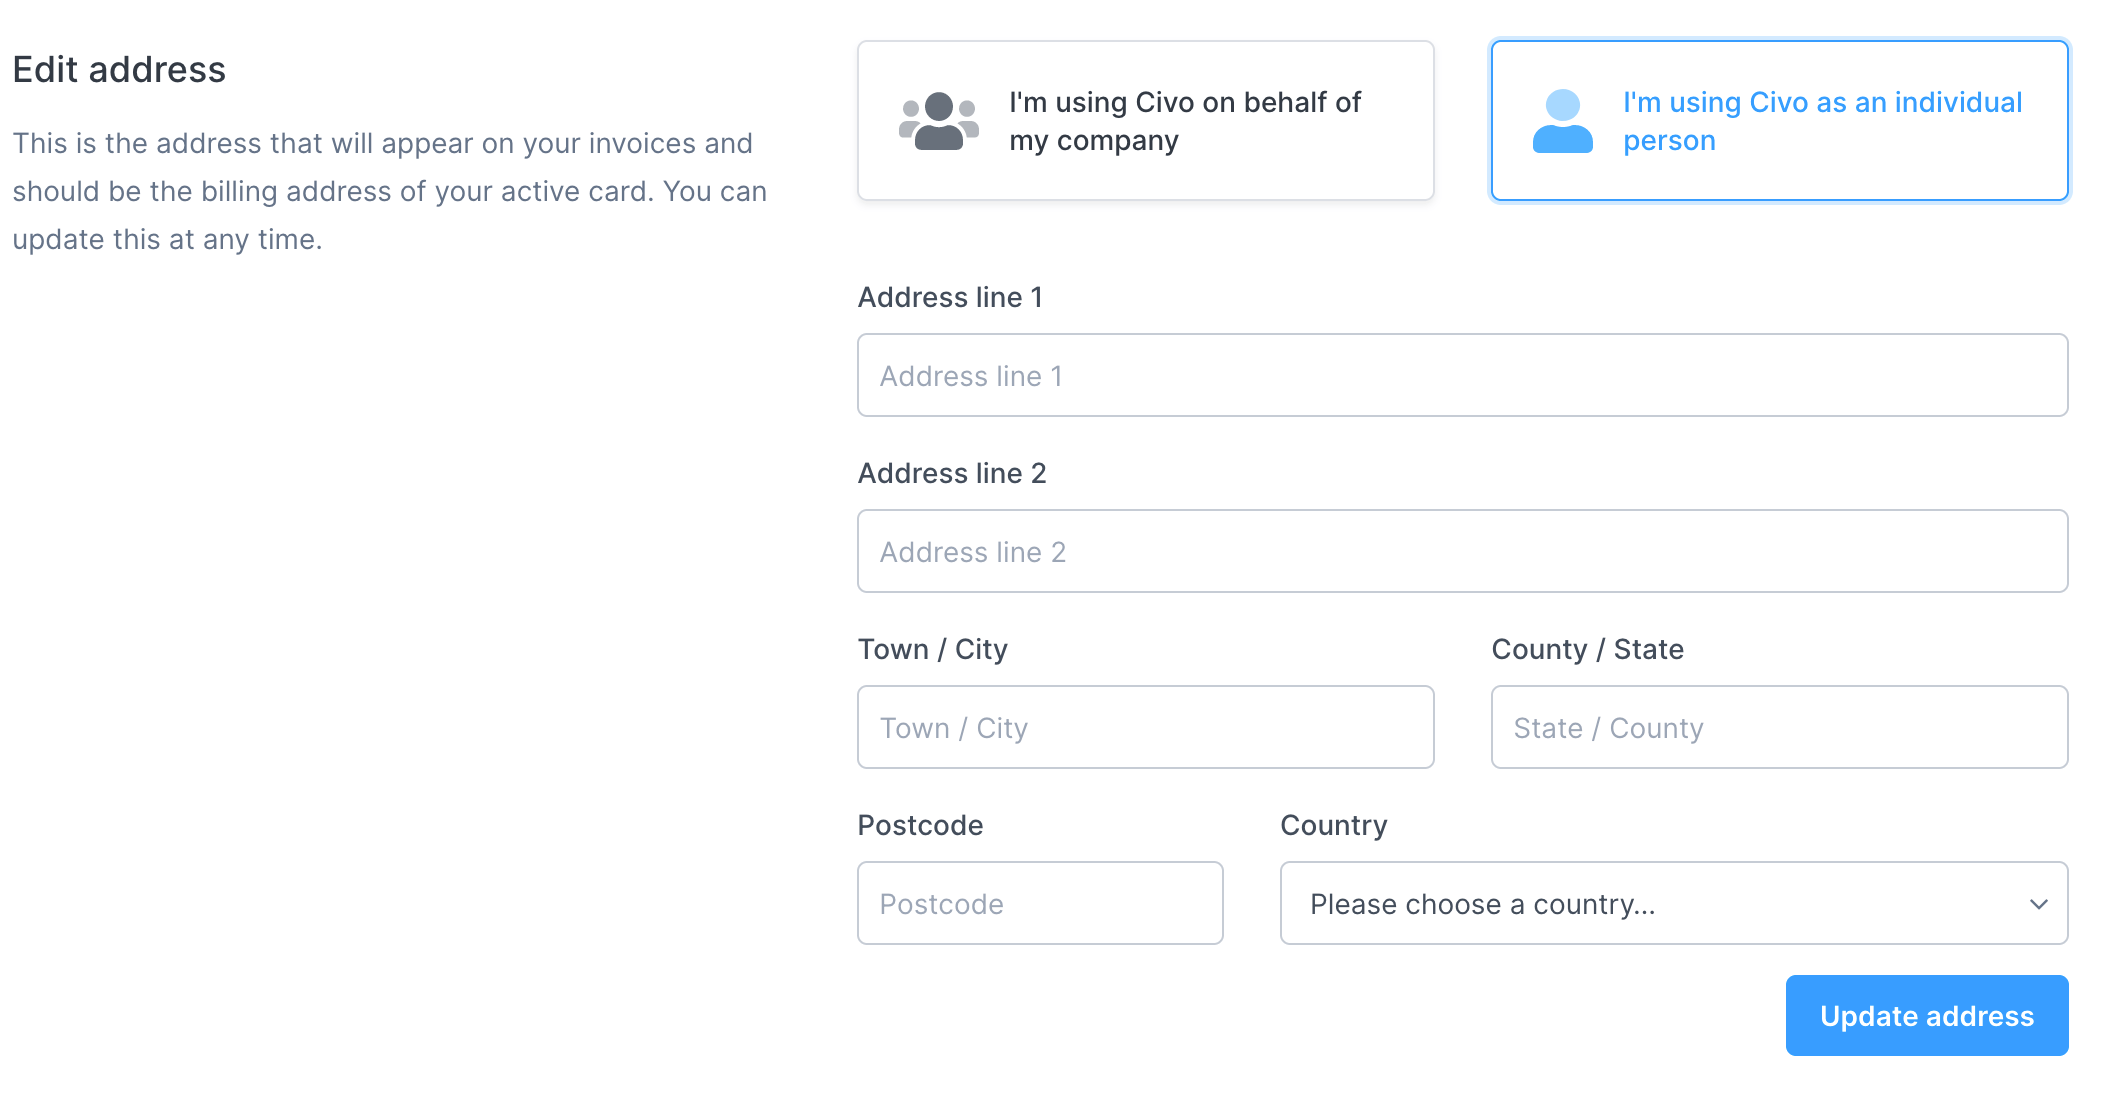 Edit address
This is the address that will appear on your invoices and
should be the billing address of your active card. You can
update this at any time.
I'm using Civo on behalf of
my company
I'm using Civo as an individual
person
Address line 1
Address line 1
Address line 2
Address line 2
Town / City
County / State
Town / City
State / County
Postcode
Country
Postcode
Please choose a country...
Update address